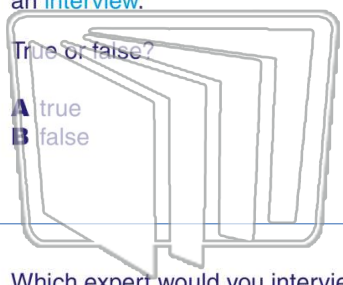 an interview.
True or false?
A true
B false
Which expert would you intervie